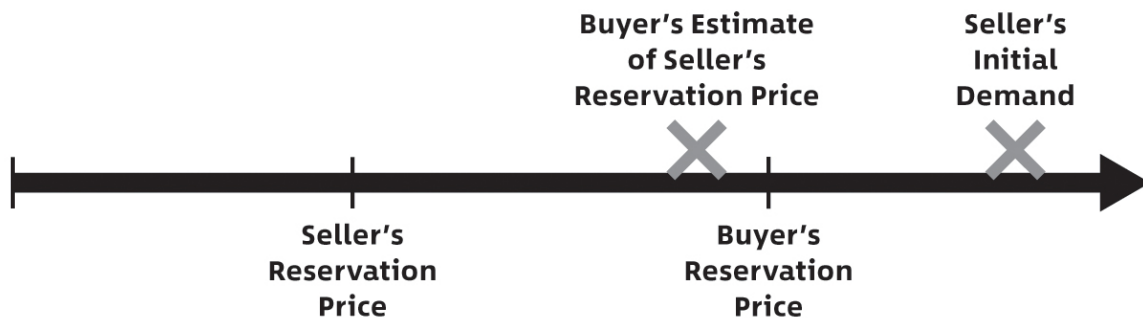 Buyer’s Estimate
of Seller’s
Reservation Price
Seller’s
Initial
Demand
Seller’s
Reservation
Price
Buyer’s
Reservation
Price